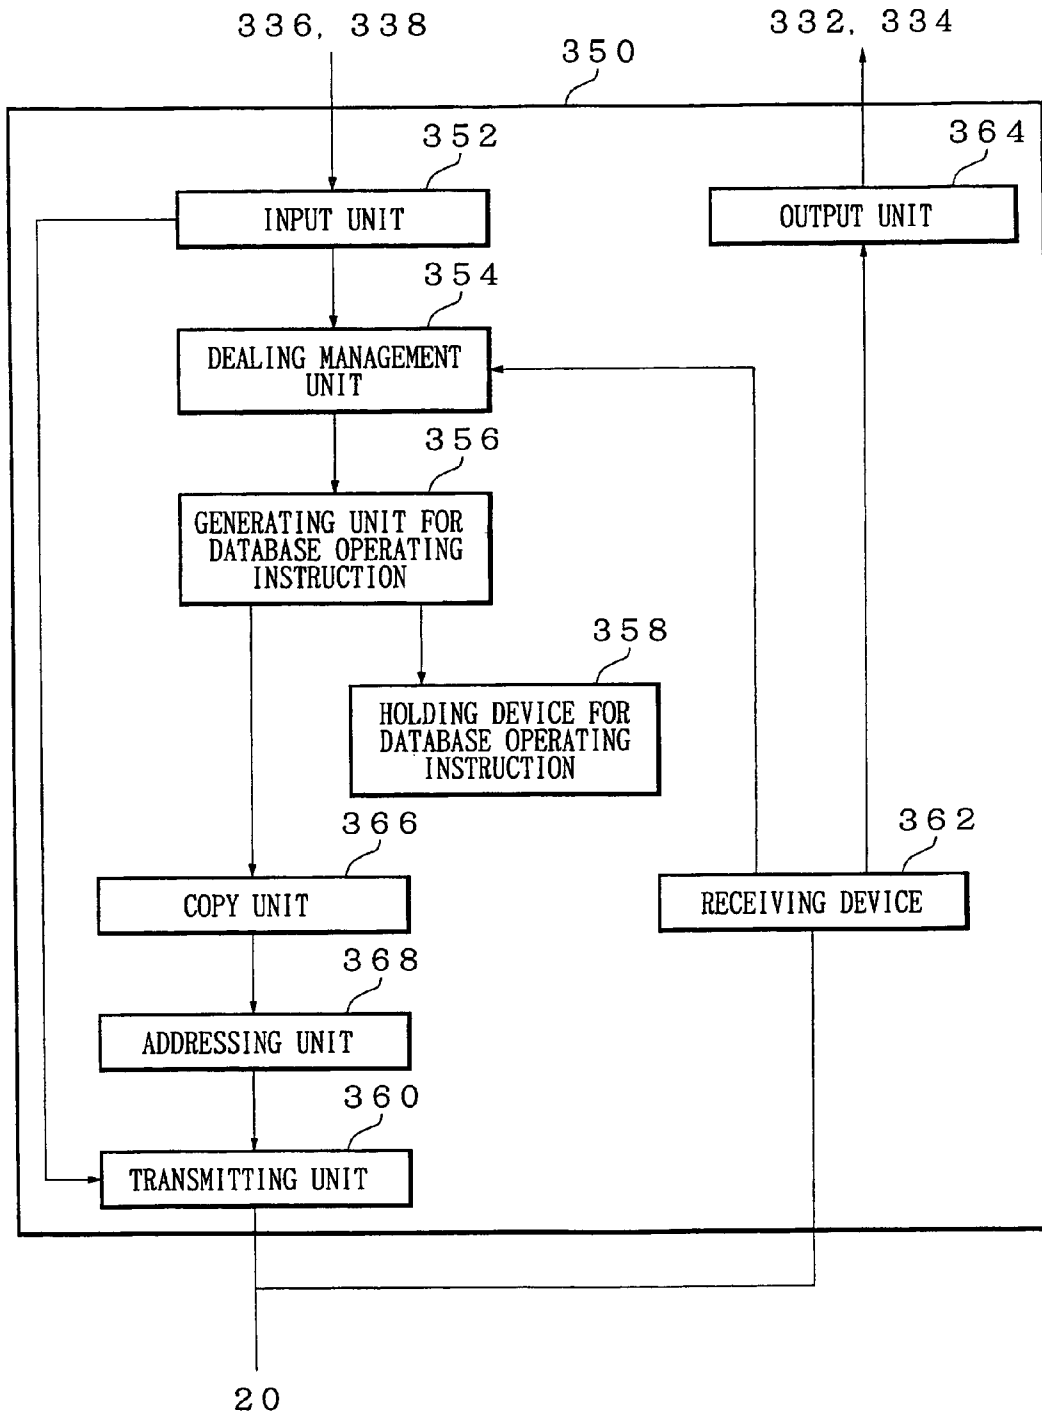 336, 338
332, 334
350
352
364
INPUT UNIT
OUTPUT UNIT
354
DEALING MANAGEMENT
UNIT
356
GENERATING UNIT FOR
DATABASE OPERATING
INSTRUCTION
358
HOLDING DEVICE FOR
DATABASE OPERATING
INSTRUCTION
366
362
COPY UNIT
RECEIVING DEVICE
368
ADDRESSING UNIT
360
TRANSMITTING UNIT
20